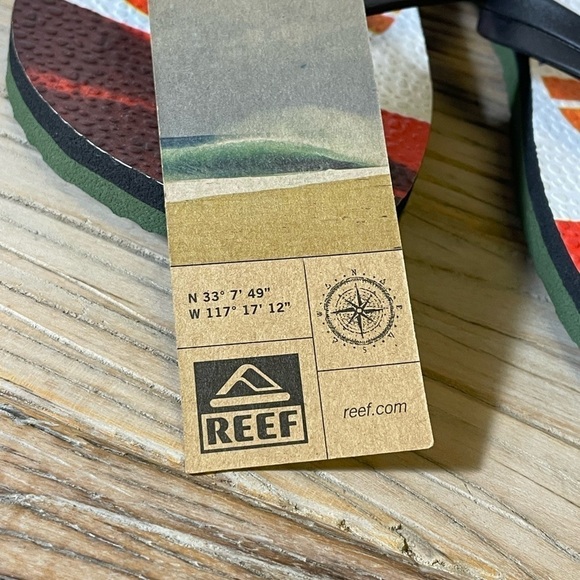 N 33° 7' 49"
W 117° 17' 12"
N
E
S
W
REEF
reef.com